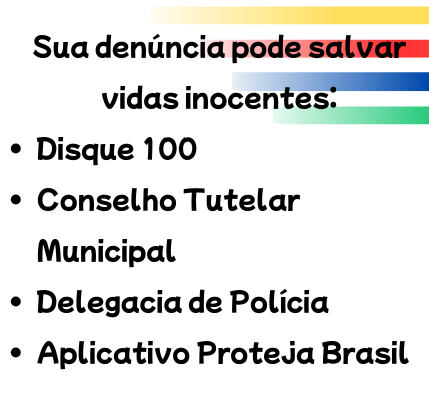 Sua denúncia pode salvar
vidas inocentes:
• Disque 100
• Conselho Tutelar
Municipal
• Delegacia de Polícia
• Aplicativo Proteja Brasil